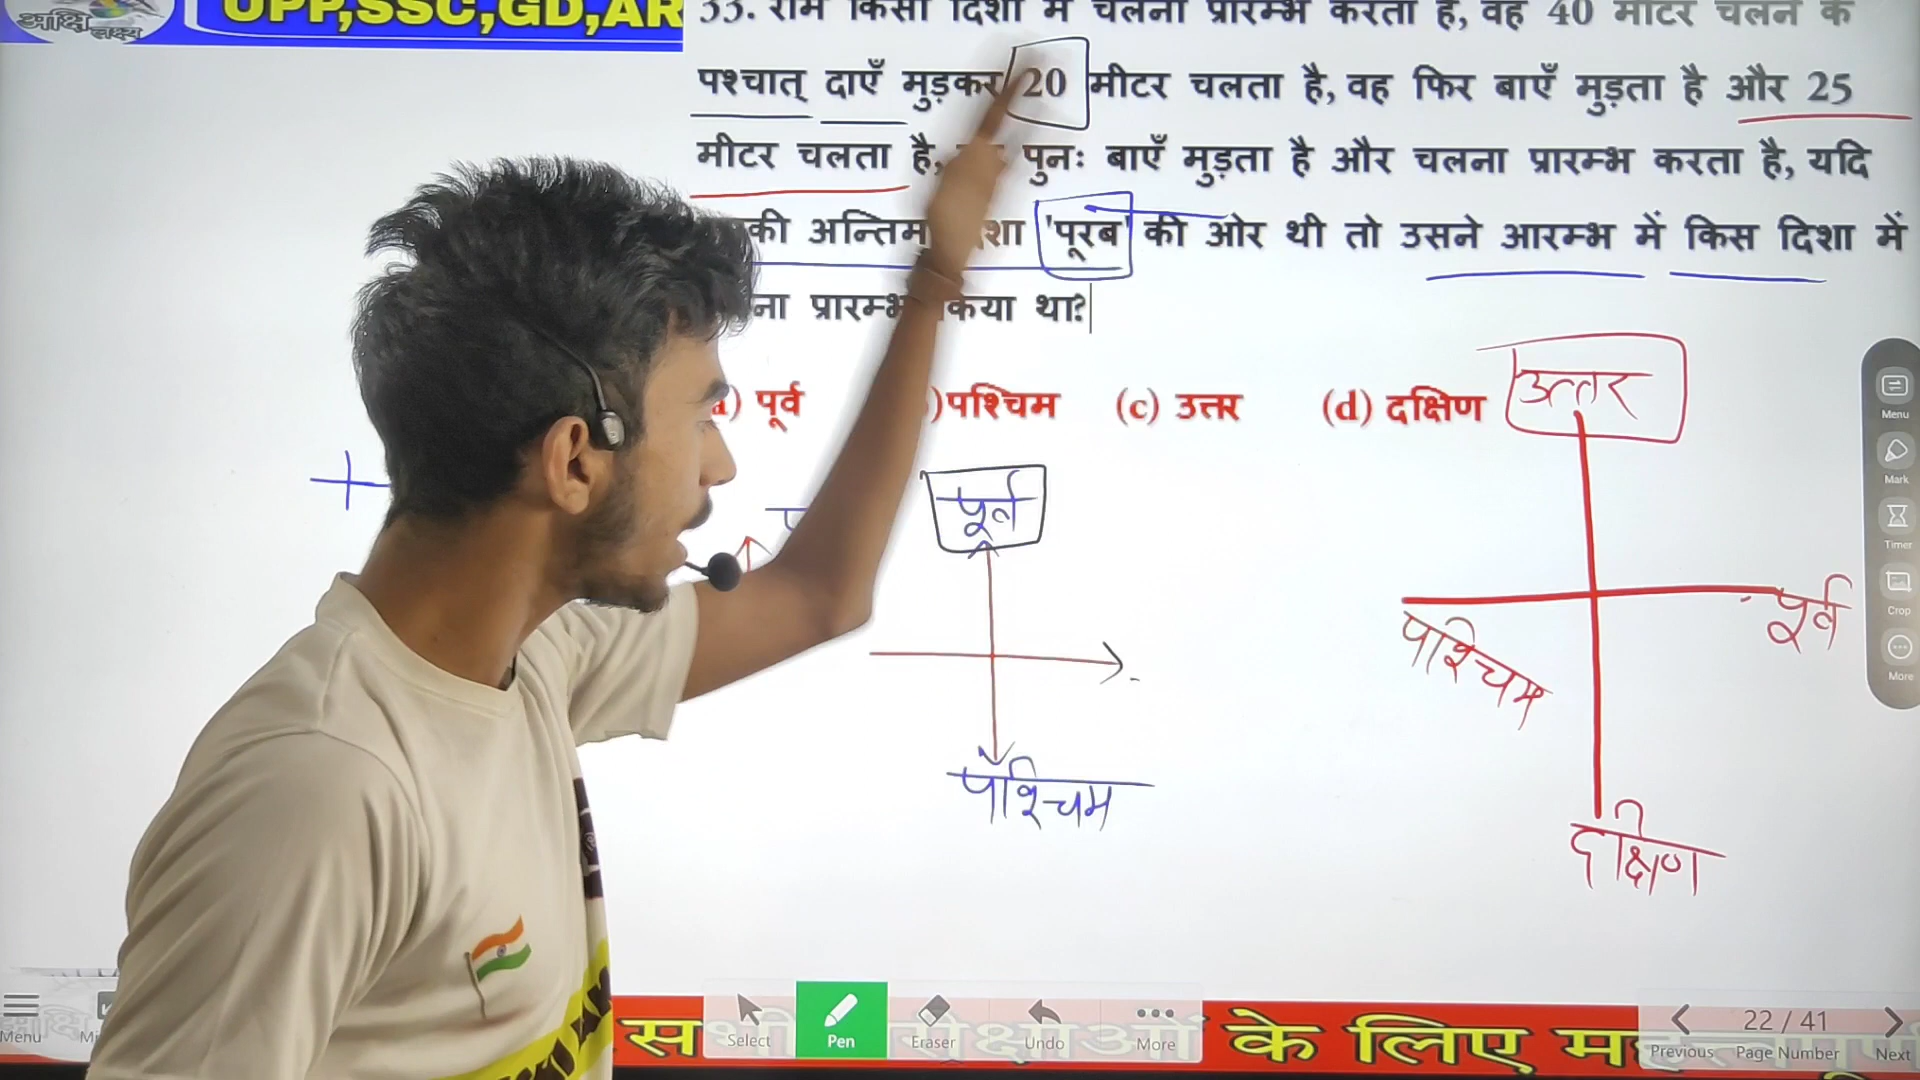 UPP,SSC,GD,AR
अक्षि
लक्ष्य
33. राम किसी दिशा में चलना प्रारम्भ करता है, वह 40 मीटर चलने के
पश्चात् दाएँ मुड़कर 20 मीटर चलता है, वह फिर बाएँ मुड़ता है और 25
मीटर चलता है, पुनः बाएँ मुड़ता है और चलना प्रारम्भ करता है, यदि
की अन्तिम शा 'पूरब' की ओर थी तो उसने आरम्भ में किस दिशा में
ना प्रारम्भ किया था?
a) पूर्व )पश्चिम (c) उत्तर (d) दक्षिण
उत्तर
पूर्व
पूर्व
पश्चिम
पश्चिम
दक्षिण
Menu
Mark
Timer
Crop
More
के लिए
Menu
Select Pen Eraser Undo More
22 / 41
Previous Page Number Next